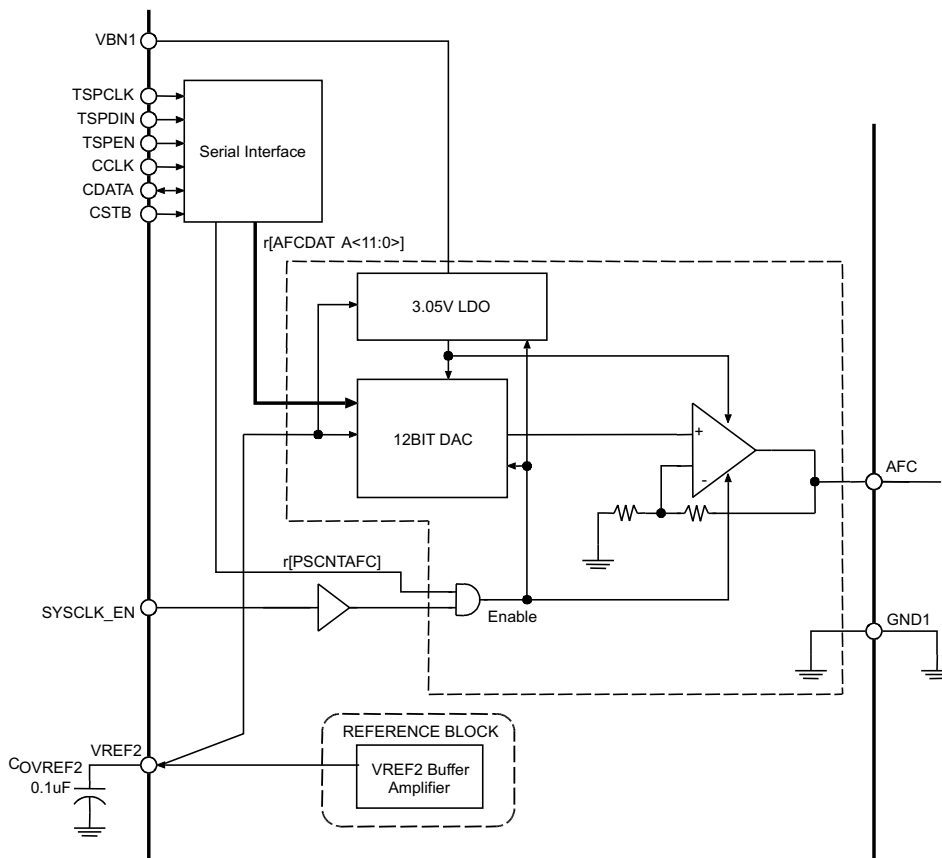 VBN1
TSPCLK
TSPDIN
TSPEN
CCLK
CDATA
CSTB
Serial Interface
r[AFCDAT A<11:0>]
3.05V LDO
12BIT DAC
+
-
AFC
r[PSCNTAFC]
SYSCLK_EN
Enable
GND1
VREF2
COVREF2
0.1uF
REFERENCE BLOCK
VREF2 Buffer
Amplifier